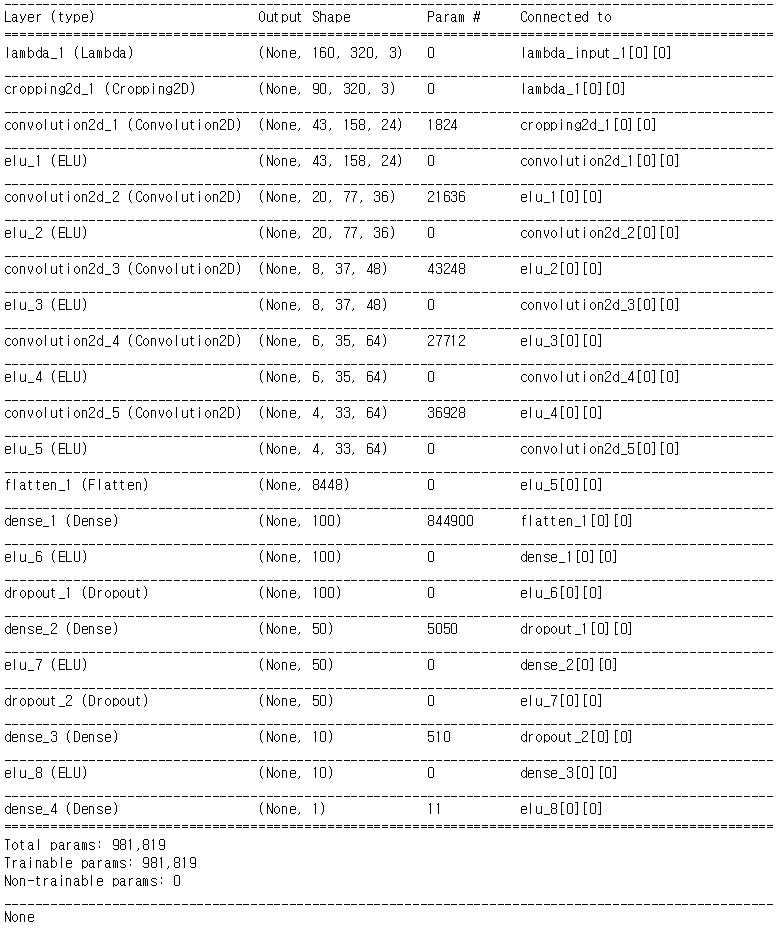 Layer (type) Output Shape Param # Connected to
lambda_1 (Lambda) (None, 160, 320, 3) 0 lambda_input_1[0][0]
cropping2d_1 (Cropping2D) (None, 90, 320, 3) 0 lambda_1[0][0]
convolution2d_1 (Convolution2D) (None, 43, 158, 24) 1824 cropping2d_1[0][0]
elu_1 (ELU) (None, 43, 158, 24) 0 convolution2d_1[0][0]
convolution2d_2 (Convolution2D) (None, 20, 77, 36) 21636 elu_1[0][0]
elu_2 (ELU) (None, 20, 77, 36) 0 convolution2d_2[0][0]
convolution2d_3 (Convolution2D) (None, 8, 37, 48) 43248 elu_2[0][0]
elu_3 (ELU) (None, 8, 37, 48) 0 convolution2d_3[0][0]
convolution2d_4 (Convolution2D) (None, 6, 35, 64) 27712 elu_3[0][0]
elu_4 (ELU) (None, 6, 35, 64) 0 convolution2d_4[0][0]
convolution2d_5 (Convolution2D) (None, 4, 33, 64) 36928 elu_4[0][0]
elu_5 (ELU) (None, 4, 33, 64) 0 convolution2d_5[0][0]
flatten_1 (Flatten) (None, 8448) 0 elu_5[0][0]
dense_1 (Dense) (None, 100) 844900 flatten_1[0][0]
elu_6 (ELU) (None, 100) 0 dense_1[0][0]
dropout_1 (Dropout) (None, 100) 0 elu_6[0][0]
dense_2 (Dense) (None, 50) 5050 dropout_1[0][0]
elu_7 (ELU) (None, 50) 0 dense_2[0][0]
dropout_2 (Dropout) (None, 50) 0 elu_7[0][0]
dense_3 (Dense) (None, 10) 510 dropout_2[0][0]
elu_8 (ELU) (None, 10) 0 dense_3[0][0]
dense_4 (Dense) (None, 1) 11 elu_8[0][0]
Total params: 981,819
Trainable params: 981,819
Non-trainable params: 0
None